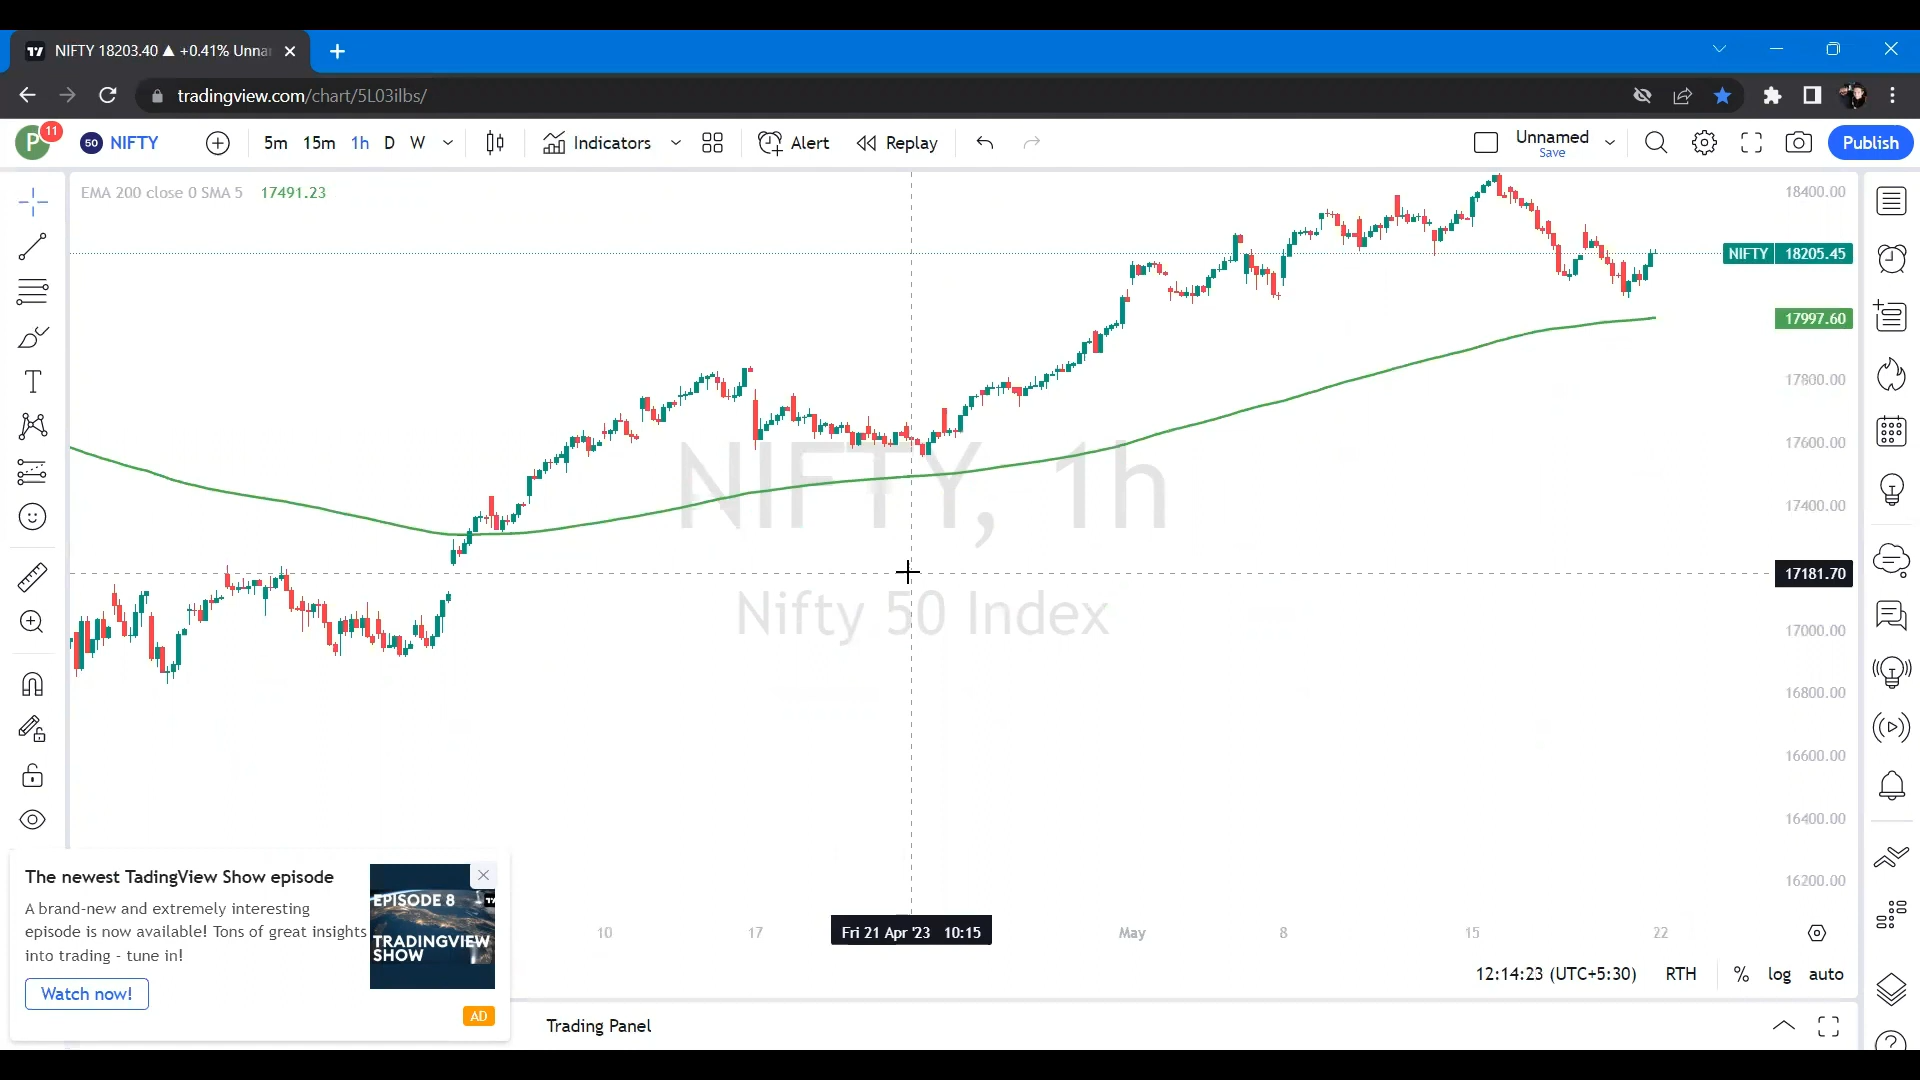 NIFTY 18203.40 ▲ +0.41% Unna
tradingview.com/chart/5L03ilbs/
P 11 50 NIFTY 5m 15m 1h D W Indicators Alert Replay Unnamed Save Publish
EMA 200 close 0 SMA 5 17491.23
18400.00
NIFTY 18205.45
17997.60
17800.00
17600.00
17400.00
17181.70
17000.00
16800.00
16600.00
16400.00
16200.00
NIFTY, 1h
Nifty 50 Index
10 17 Fri 21 Apr '23 10:15 May 8 15 22
12:14:23 (UTC+5:30) RTH % log auto
The newest TadingView Show episode
A brand-new and extremely interesting
episode is now available! Tons of great insights
into trading - tune in!
Watch now!
EPISODE 8
TRADINGVIEW
SHOW
AD
Trading Panel